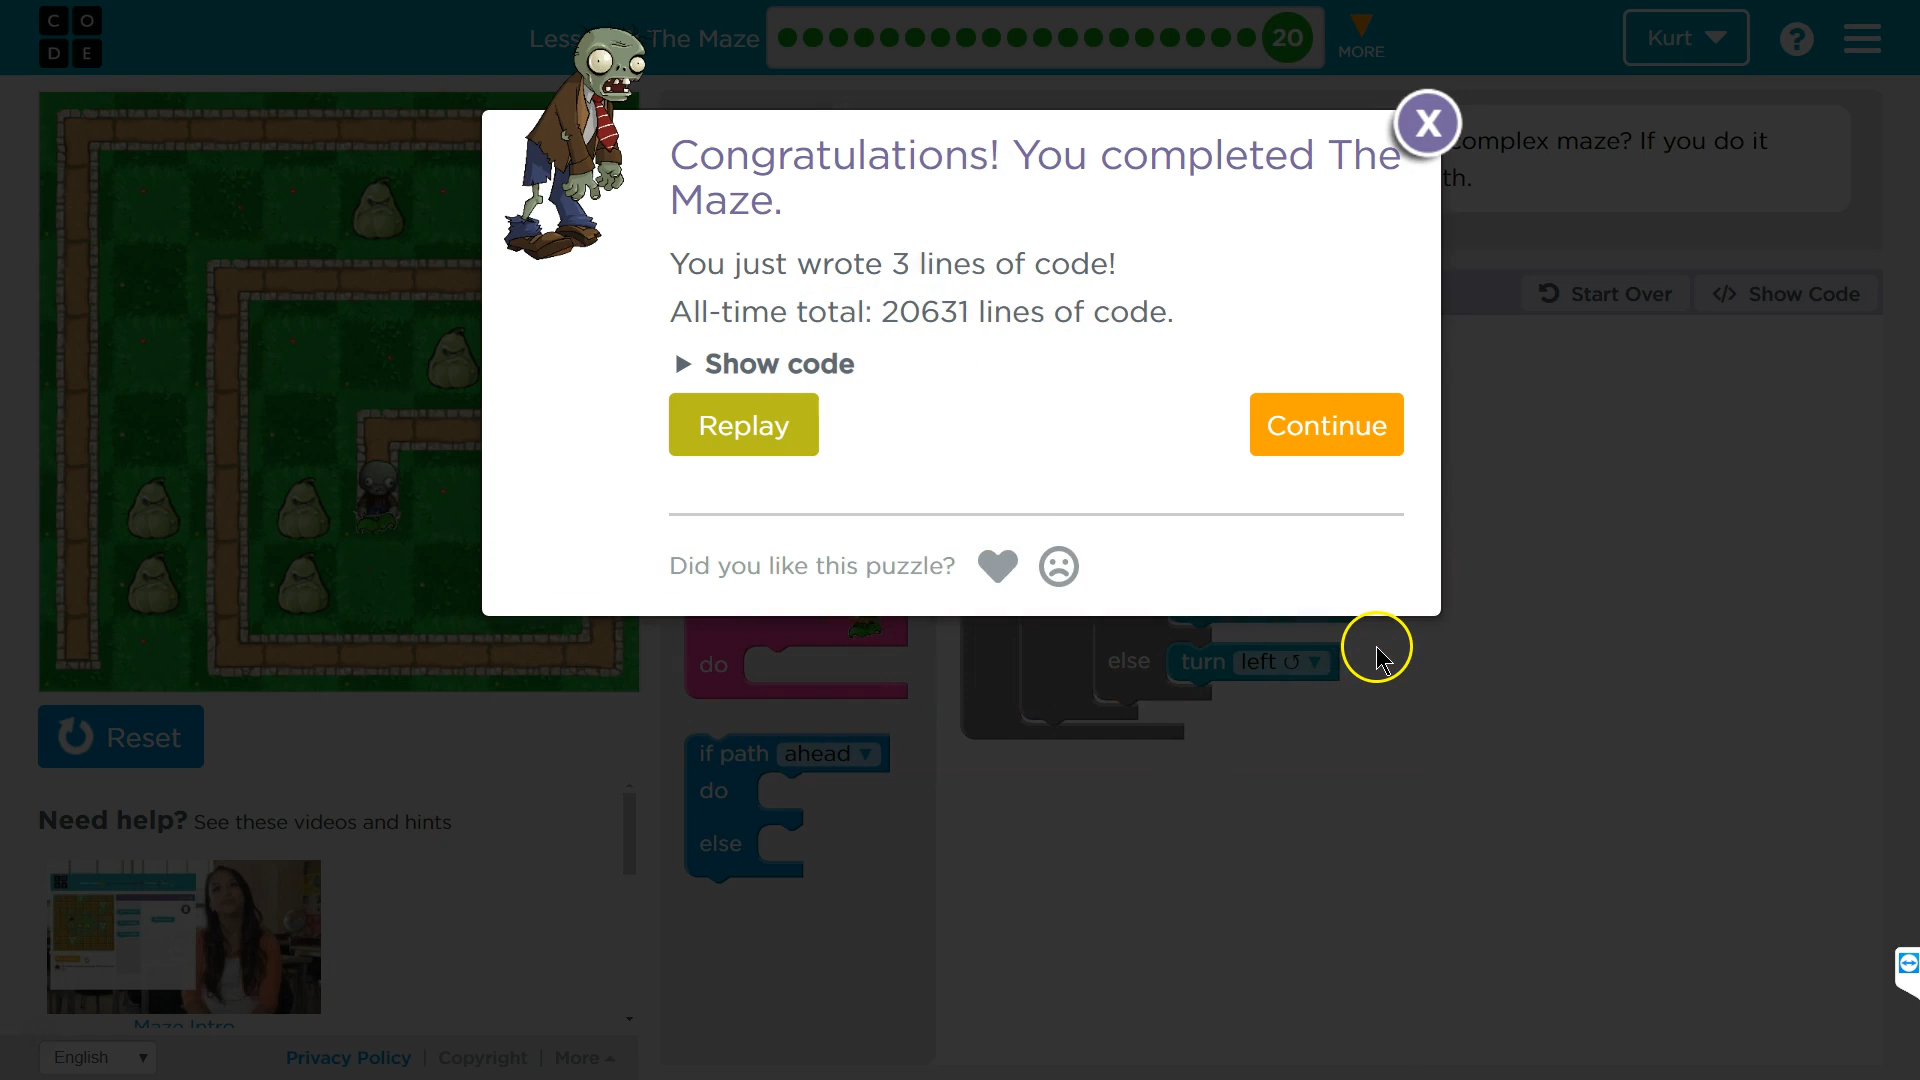 C O
D E
Less The Maze
20
MORE
Kurt
?
X
Congratulations! You completed The
Maze.
complex maze? If you do it
th.
You just wrote 3 lines of code!
All-time total: 20631 lines of code.
Show code
Replay
Continue
Did you like this puzzle?
Start Over
</> Show Code
do
else turn left
if path ahead
do
else
Reset
Need help? See these videos and hints
Maze Intro
English
Privacy Policy | Copyright | More